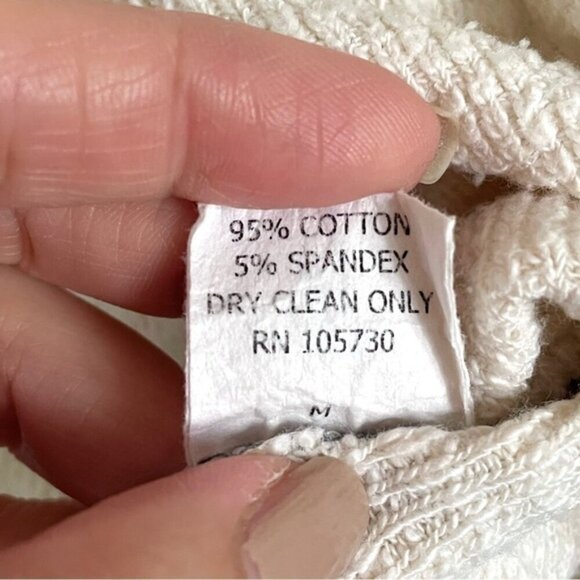 95% COTTON
5% SPANDEX
DRY CLEAN ONLY
RN 105730
M